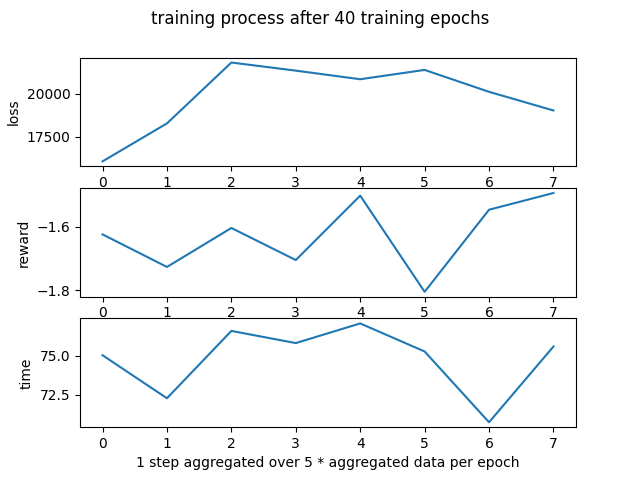 training process after 40 training epochs
loss
20000
17500
0 1 2 3 4 5 6 7
reward
−1.6
−1.8
0 1 2 3 4 5 6 7
time
75.0
72.5
0 1 2 3 4 5 6 7
1 step aggregated over 5 * aggregated data per epoch